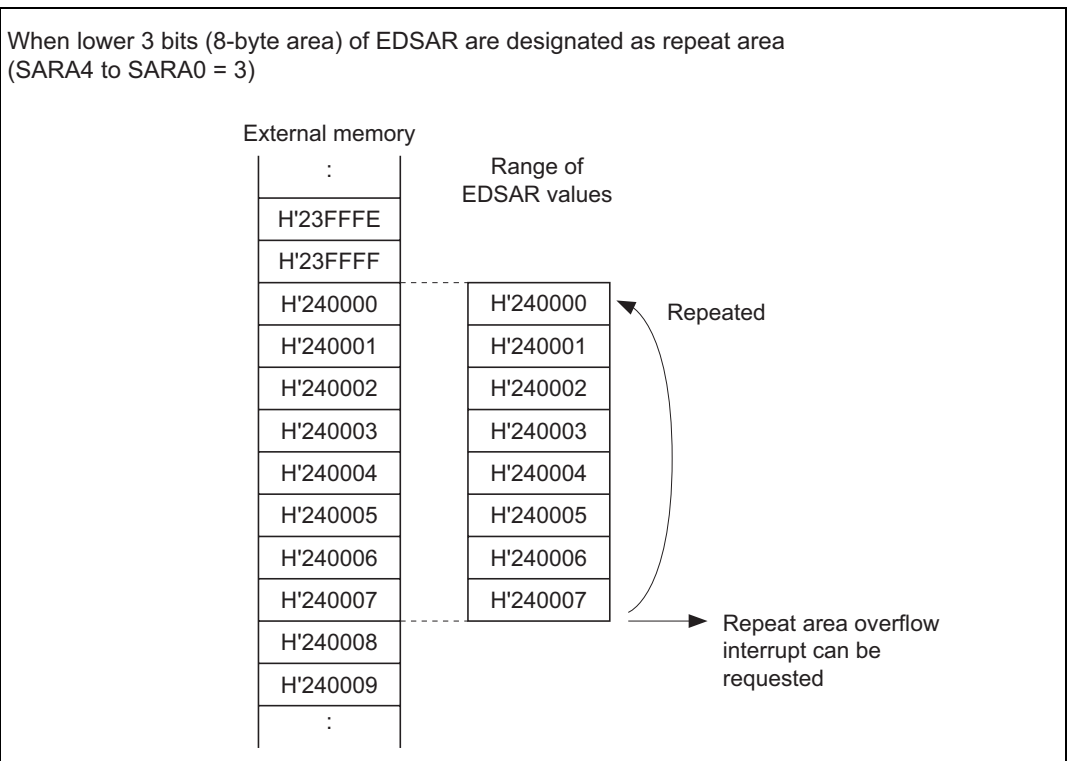 When lower 3 bits (8-byte area) of EDSAR are designated as repeat area
(SARA4 to SARA0 = 3)
External memory
:
Range of
EDSAR values
H'23FFFE
H'23FFFF
H'240000
H'240000
Repeated
H'240001
H'240001
H'240002
H'240002
H'240003
H'240003
H'240004
H'240004
H'240005
H'240005
H'240006
H'240006
H'240007
H'240007
Repeat area overflow
interrupt can be
requested
H'240008
H'240009
: